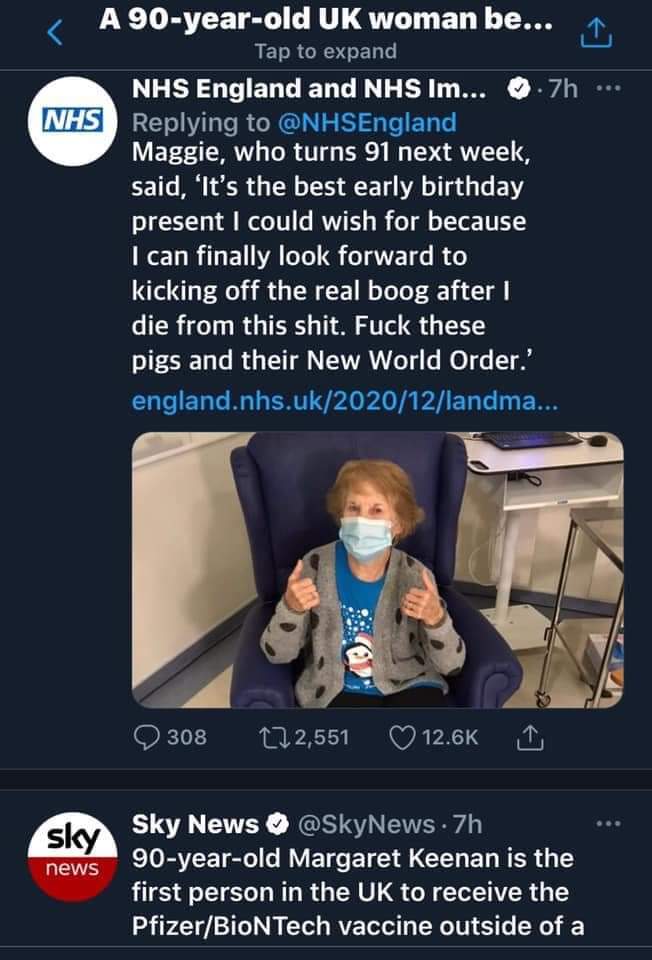 A 90-year-old UK woman be...
Tap to expand
NHS England and NHS Im... · 7h
NHS
Replying to @NHSEngland
Maggie, who turns 91 next week,
said, ‘It’s the best early birthday
present I could wish for because
I can finally look forward to
kicking off the real boog after I
die from this shit. Fuck these
pigs and their New World Order.’
england.nhs.uk/2020/12/landma...
308 2,551 12.6K
Sky News @SkyNews · 7h
sky
news
90-year-old Margaret Keenan is the
first person in the UK to receive the
Pfizer/BioNTech vaccine outside of a